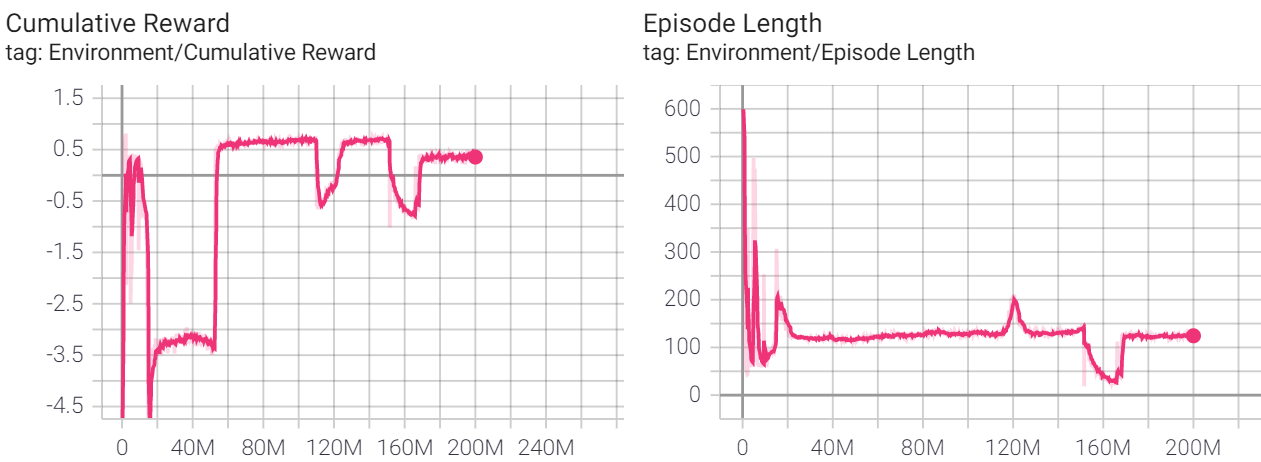 Cumulative Reward
tag: Environment/Cumulative Reward
1.5
0.5
-0.5
-1.5
-2.5
-3.5
-4.5
0 40M 80M 120M 160M 200M 240M
Episode Length
tag: Environment/Episode Length
600
500
400
300
200
100
0
0 40M 80M 120M 160M 200M